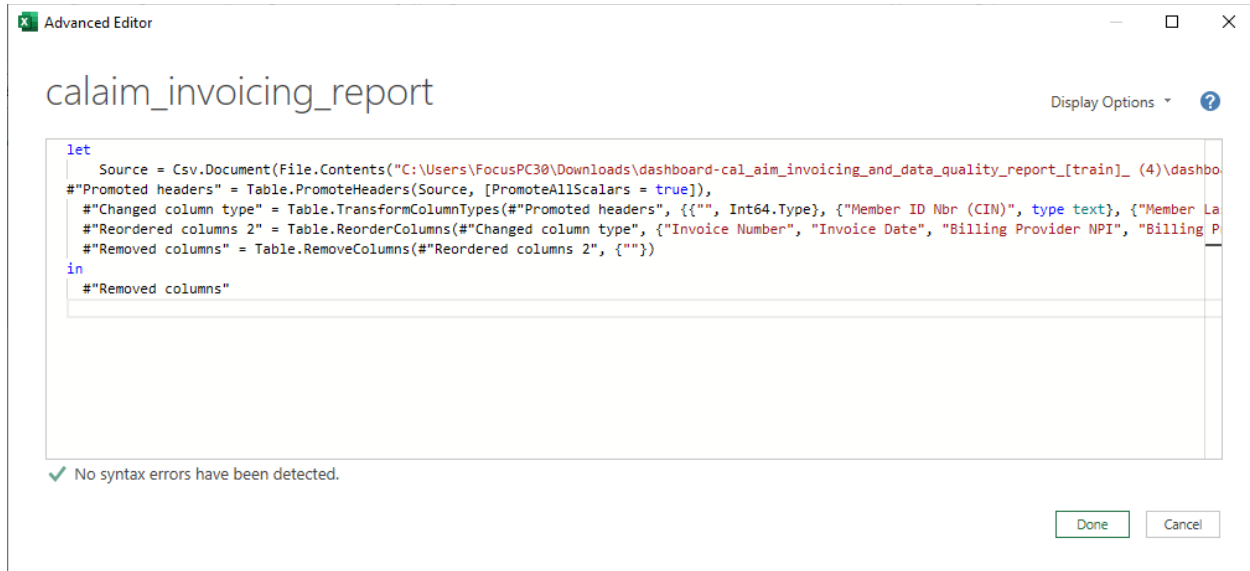 Advanced Editor
calaim_invoicing_report
Display Options
let
Source = Csv.Document(File.Contents("C:\Users\FocusPC30\Downloads\dashboard-cal_aim_invoicing_and_data_quality_report_[train]_ (4)\dashbo
#"Promoted headers" = Table.PromoteHeaders(Source, [PromoteAllScalars = true]),
#"Changed column type" = Table.TransformColumnTypes(#"Promoted headers", {{"", Int64.Type}, {"Member ID Nbr (CIN)", type text}, {"Member La
#"Reordered columns 2" = Table.ReorderColumns(#"Changed column type", {"Invoice Number", "Invoice Date", "Billing Provider NPI", "Billing P
#"Removed columns" = Table.RemoveColumns(#"Reordered columns 2", {""})
in
#"Removed columns"
No syntax errors have been detected.
Done
Cancel